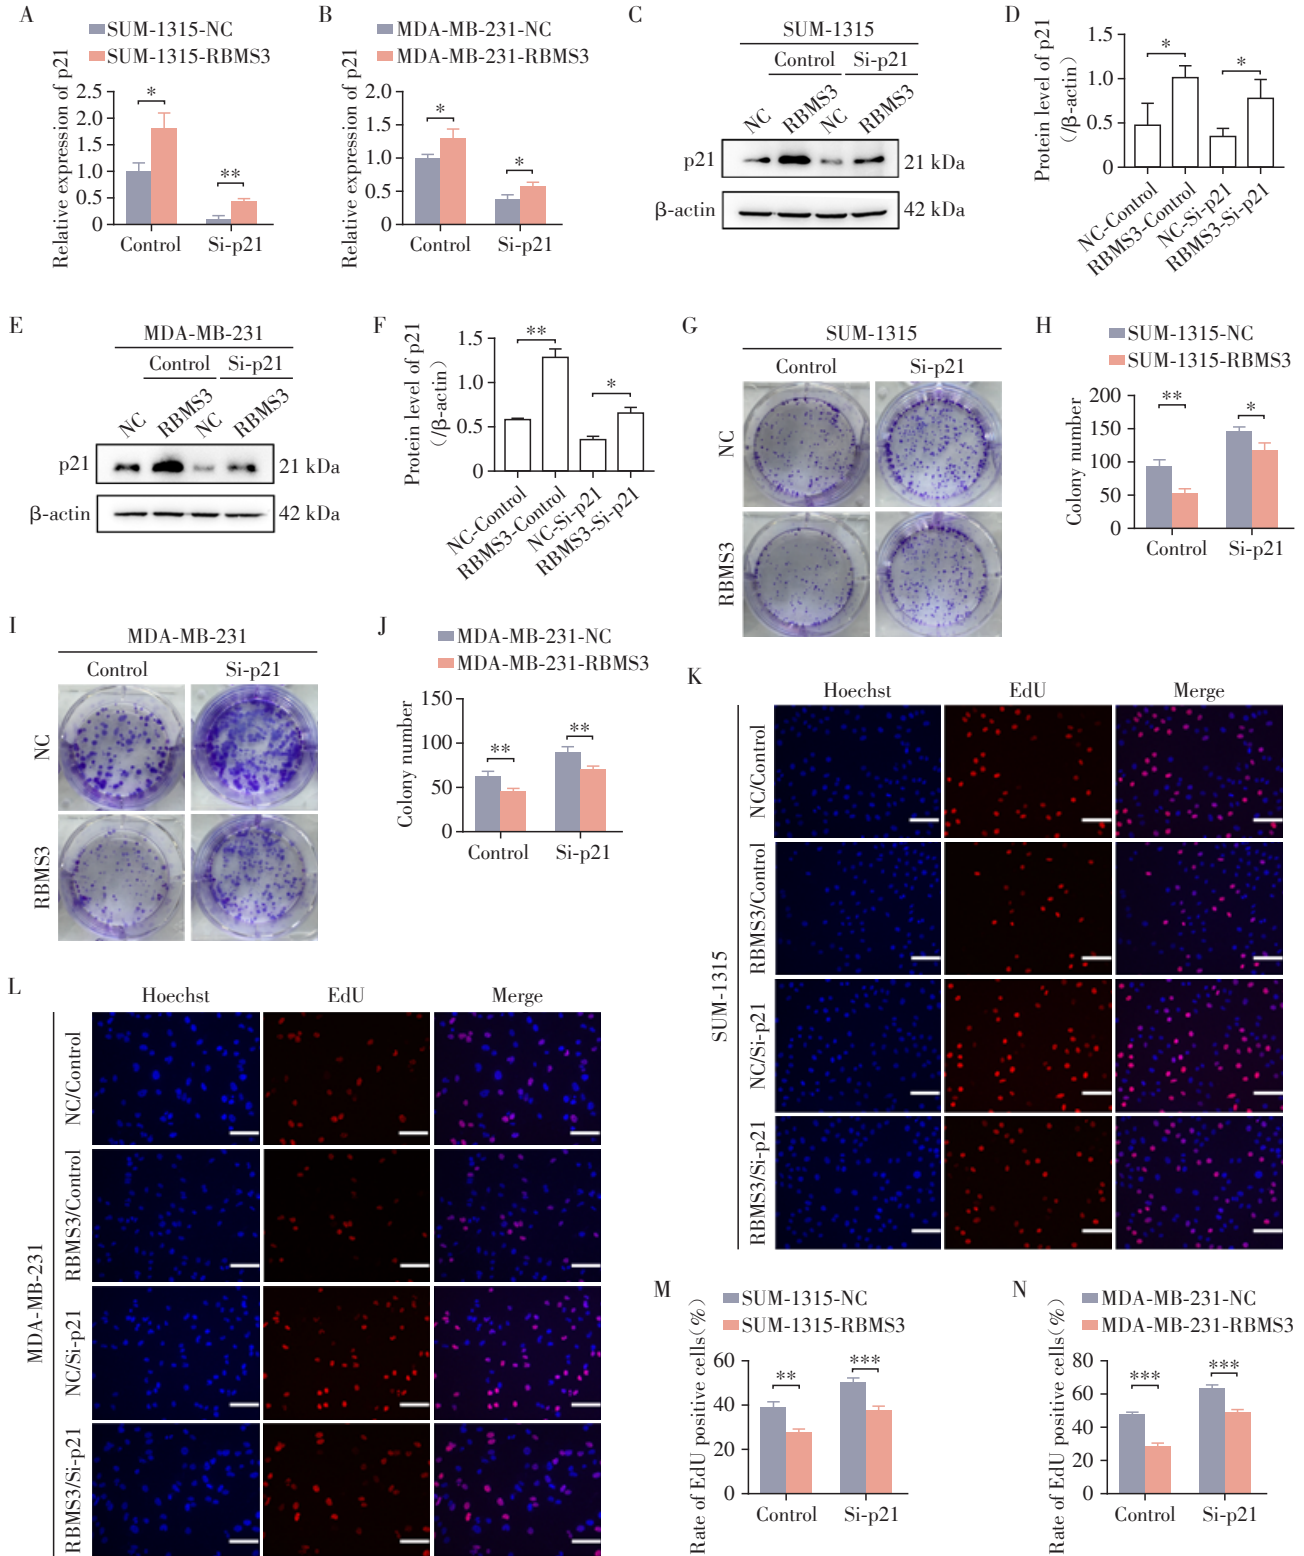 A
SUM-1315-NC
SUM-1315-RBMS3
Relative expression of p21
2.5
2.0
1.5
1.0
0.5
0
*
**
Control
Si-p21
B
MDA-MB-231-NC
MDA-MB-231-RBMS3
Relative expression of p21
2.0
1.5
1.0
0.5
0
*
*
Control
Si-p21
C
SUM-1315
Control
Si-p21
NC
RBMS3
NC
RBMS3
p21
21 kDa
β-actin
42 kDa
D
Protein level of p21
(/β-actin)
1.5
1.0
0.5
0
*
*
NC-Control
RBMS3-Control
NC-Si-p21
RBMS3-Si-p21
E
MDA-MB-231
Control
Si-p21
NC
RBMS3
NC
RBMS3
p21
21 kDa
β-actin
42 kDa
F
Protein level of p21
(/β-actin)
1.5
1.0
0.5
0
**
*
NC-Control
RBMS3-Control
NC-Si-p21
RBMS3-Si-p21
G
SUM-1315
Control
Si-p21
NC
RBMS3
H
SUM-1315-NC
SUM-1315-RBMS3
Colony number
200
150
100
50
0
**
*
Control
Si-p21
I
MDA-MB-231
Control
Si-p21
NC
RBMS3
J
MDA-MB-231-NC
MDA-MB-231-RBMS3
Colony number
150
100
50
0
**
**
Control
Si-p21
K
Hoechst
EdU
Merge
SUM-1315
NC/Control
RBMS3/Control
NC/Si-p21
RBMS3/Si-p21
L
Hoechst
EdU
Merge
MDA-MB-231
NC/Control
RBMS3/Control
NC/Si-p21
RBMS3/Si-p21
M
SUM-1315-NC
SUM-1315-RBMS3
Rate of EdU positive cells(%)
60
40
20
0
**
***
Control
Si-p21
N
MDA-MB-231-NC
MDA-MB-231-RBMS3
Rate of EdU positive cells(%)
80
60
40
20
0
***
***
Control
Si-p21